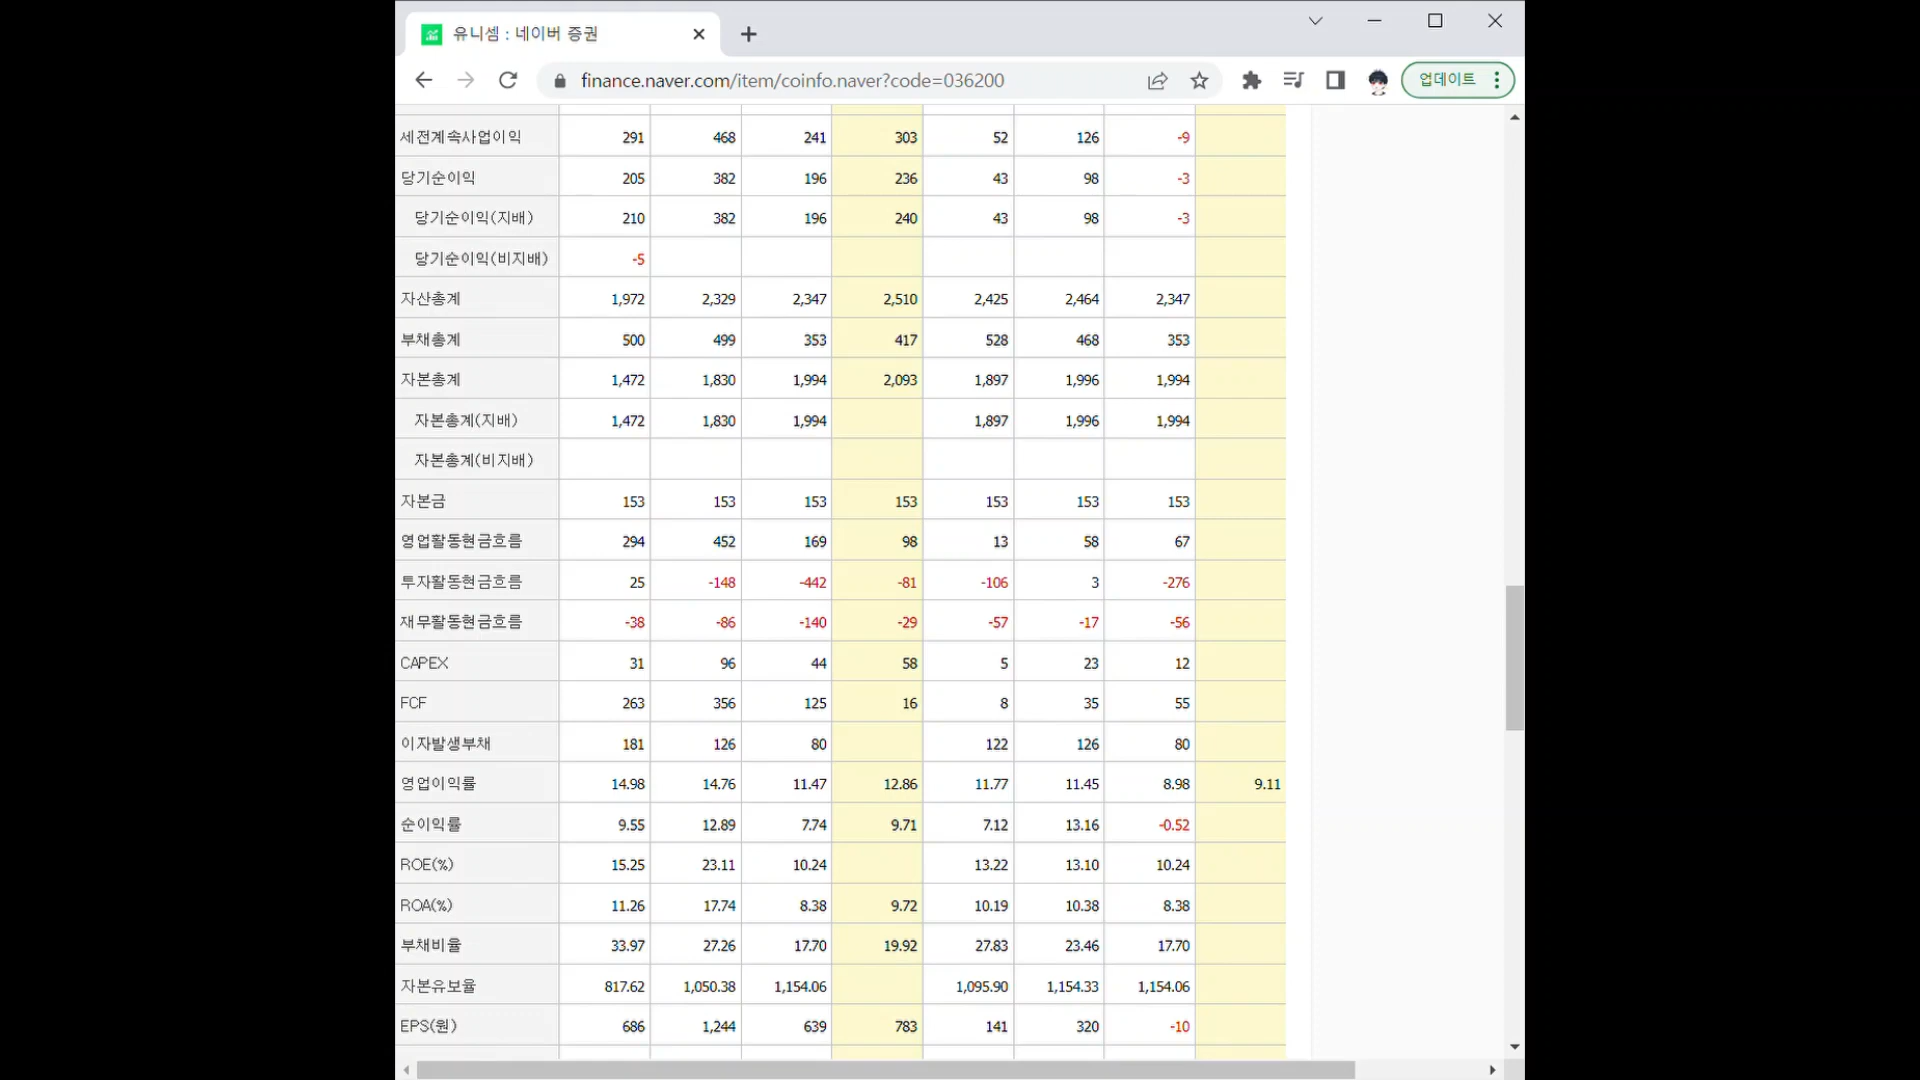 유니셈 : 네이버 증권
finance.naver.com/item/coinfo.naver?code=036200
업데이트
세전계속사업이익 291 468 241 303 52 126 -9
당기순이익 205 382 196 236 43 98 -3
당기순이익(지배) 210 382 196 240 43 98 -3
당기순이익(비지배) -5
자산총계 1,972 2,329 2,347 2,510 2,425 2,464 2,347
부채총계 500 499 353 417 528 468 353
자본총계 1,472 1,830 1,994 2,093 1,897 1,996 1,994
자본총계(지배) 1,472 1,830 1,994 1,897 1,996 1,994
자본총계(비지배)
자본금 153 153 153 153 153 153 153
영업활동현금흐름 294 452 169 98 13 58 67
투자활동현금흐름 25 -148 -442 -81 -106 3 -276
재무활동현금흐름 -38 -86 -140 -29 -57 -17 -56
CAPEX 31 96 44 58 5 23 12
FCF 263 356 125 16 8 35 55
이자발생부채 181 126 80 122 126 80
영업이익률 14.98 14.76 11.47 12.86 11.77 11.45 8.98 9.11
순이익률 9.55 12.89 7.74 9.71 7.12 13.16 -0.52
ROE(%) 15.25 23.11 10.24 13.22 13.10 10.24
ROA(%) 11.26 17.74 8.38 9.72 10.19 10.38 8.38
부채비율 33.97 27.26 17.70 19.92 27.83 23.46 17.70
자본유보율 817.62 1,050.38 1,154.06 1,095.90 1,154.33 1,154.06
EPS(원) 686 1,244 639 783 141 320 -10